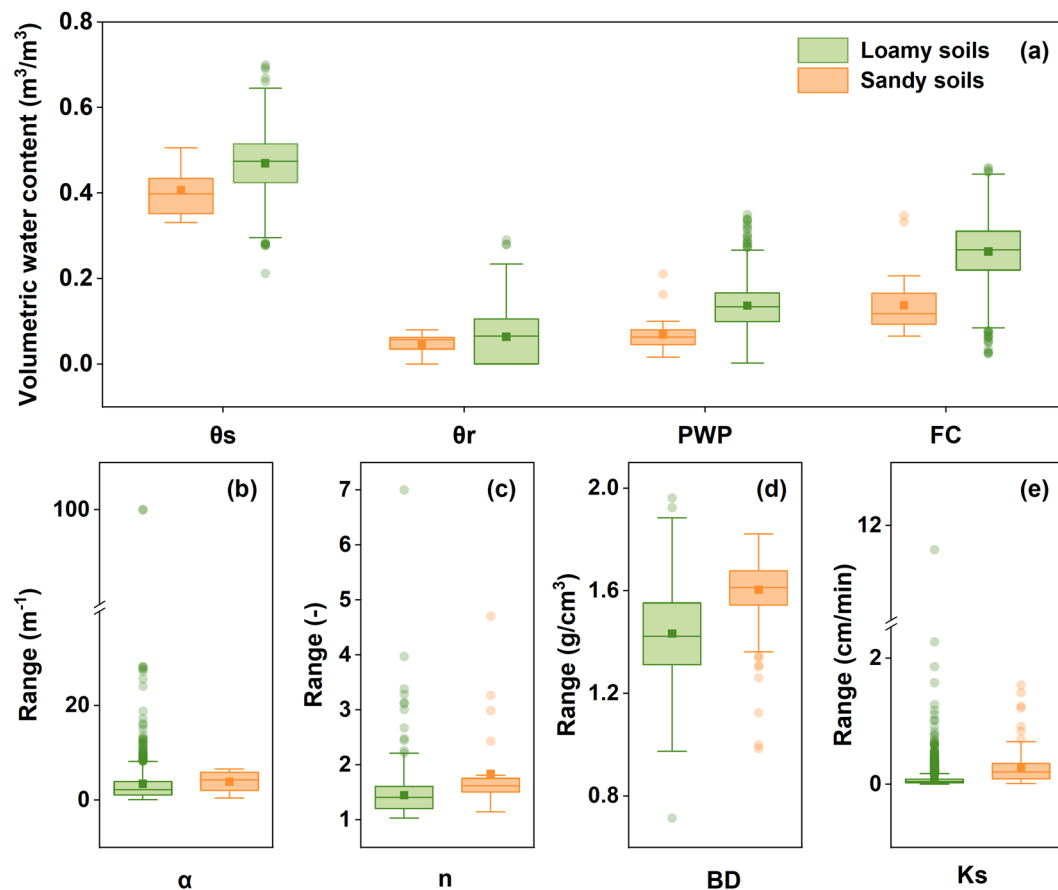 Volumetric water content (m³/m³)
0.8
0.6
0.4
0.2
0.0
Loamy soils
Sandy soils
(a)
θs
θr
PWP
FC
Range (m⁻¹)
100
20
0
(b)
α
Range (-)
7
6
5
4
3
2
1
(c)
n
Range (g/cm³)
2.0
1.6
1.2
0.8
(d)
BD
Range (cm/min)
12
2
0
(e)
Ks